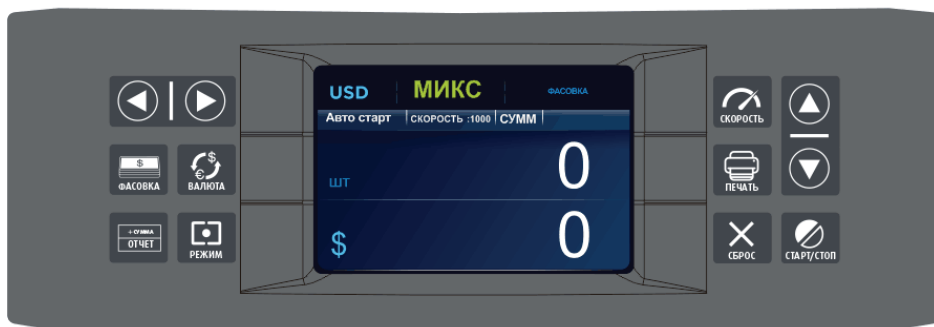 USD
МИКС
ФАСОВКА
Авто старт
СКОРОСТЬ :1000
СУММ
шт
0
$
0
$
ФАСОВКА
$
€
ВАЛЮТА
+ СУММА
ОТЧЕТ
РЕЖИМ
СКОРОСТЬ
ПЕЧАТЬ
СБРОС
СТАРТ/СТОП